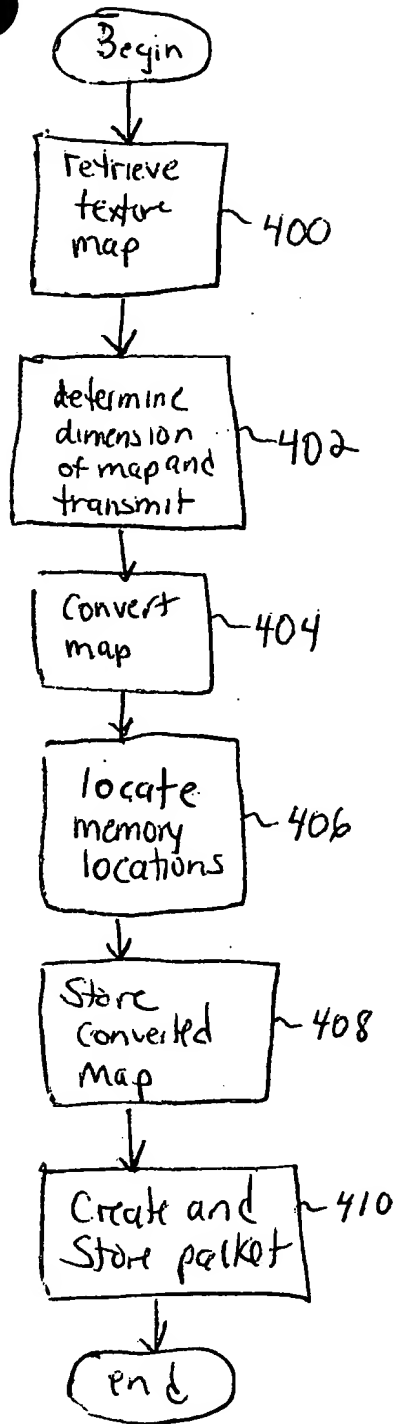 Begin
retrieve
texture
map
400
determine
dimension
of map and
transmit
402
Convert
map
404
locate
memory
locations
406
Store
Converted
Map
408
Create and
Store packet
410
end